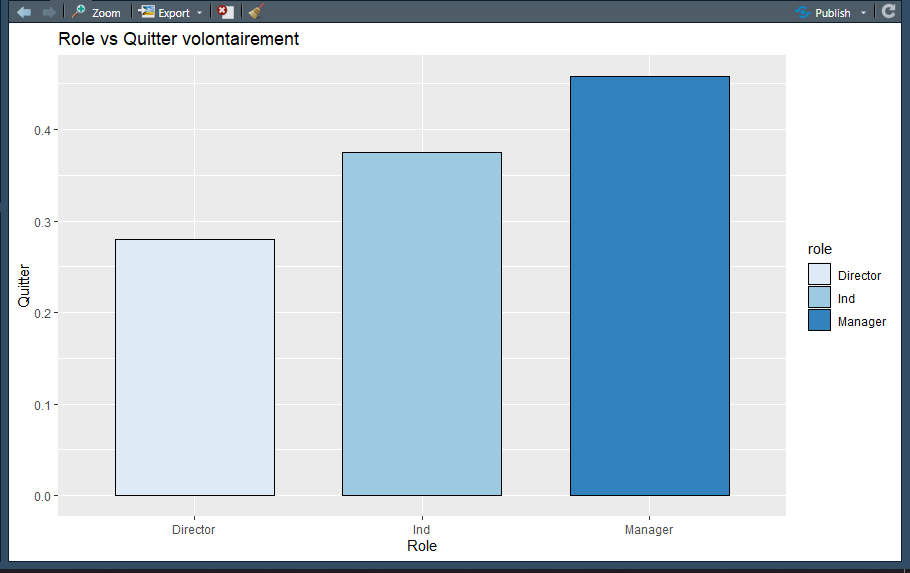 Zoom Export Publish
Role vs Quitter volontairement
0.4
0.3
0.2
0.1
0.0
Quitter
Director Ind Manager
Role
role
Director
Ind
Manager